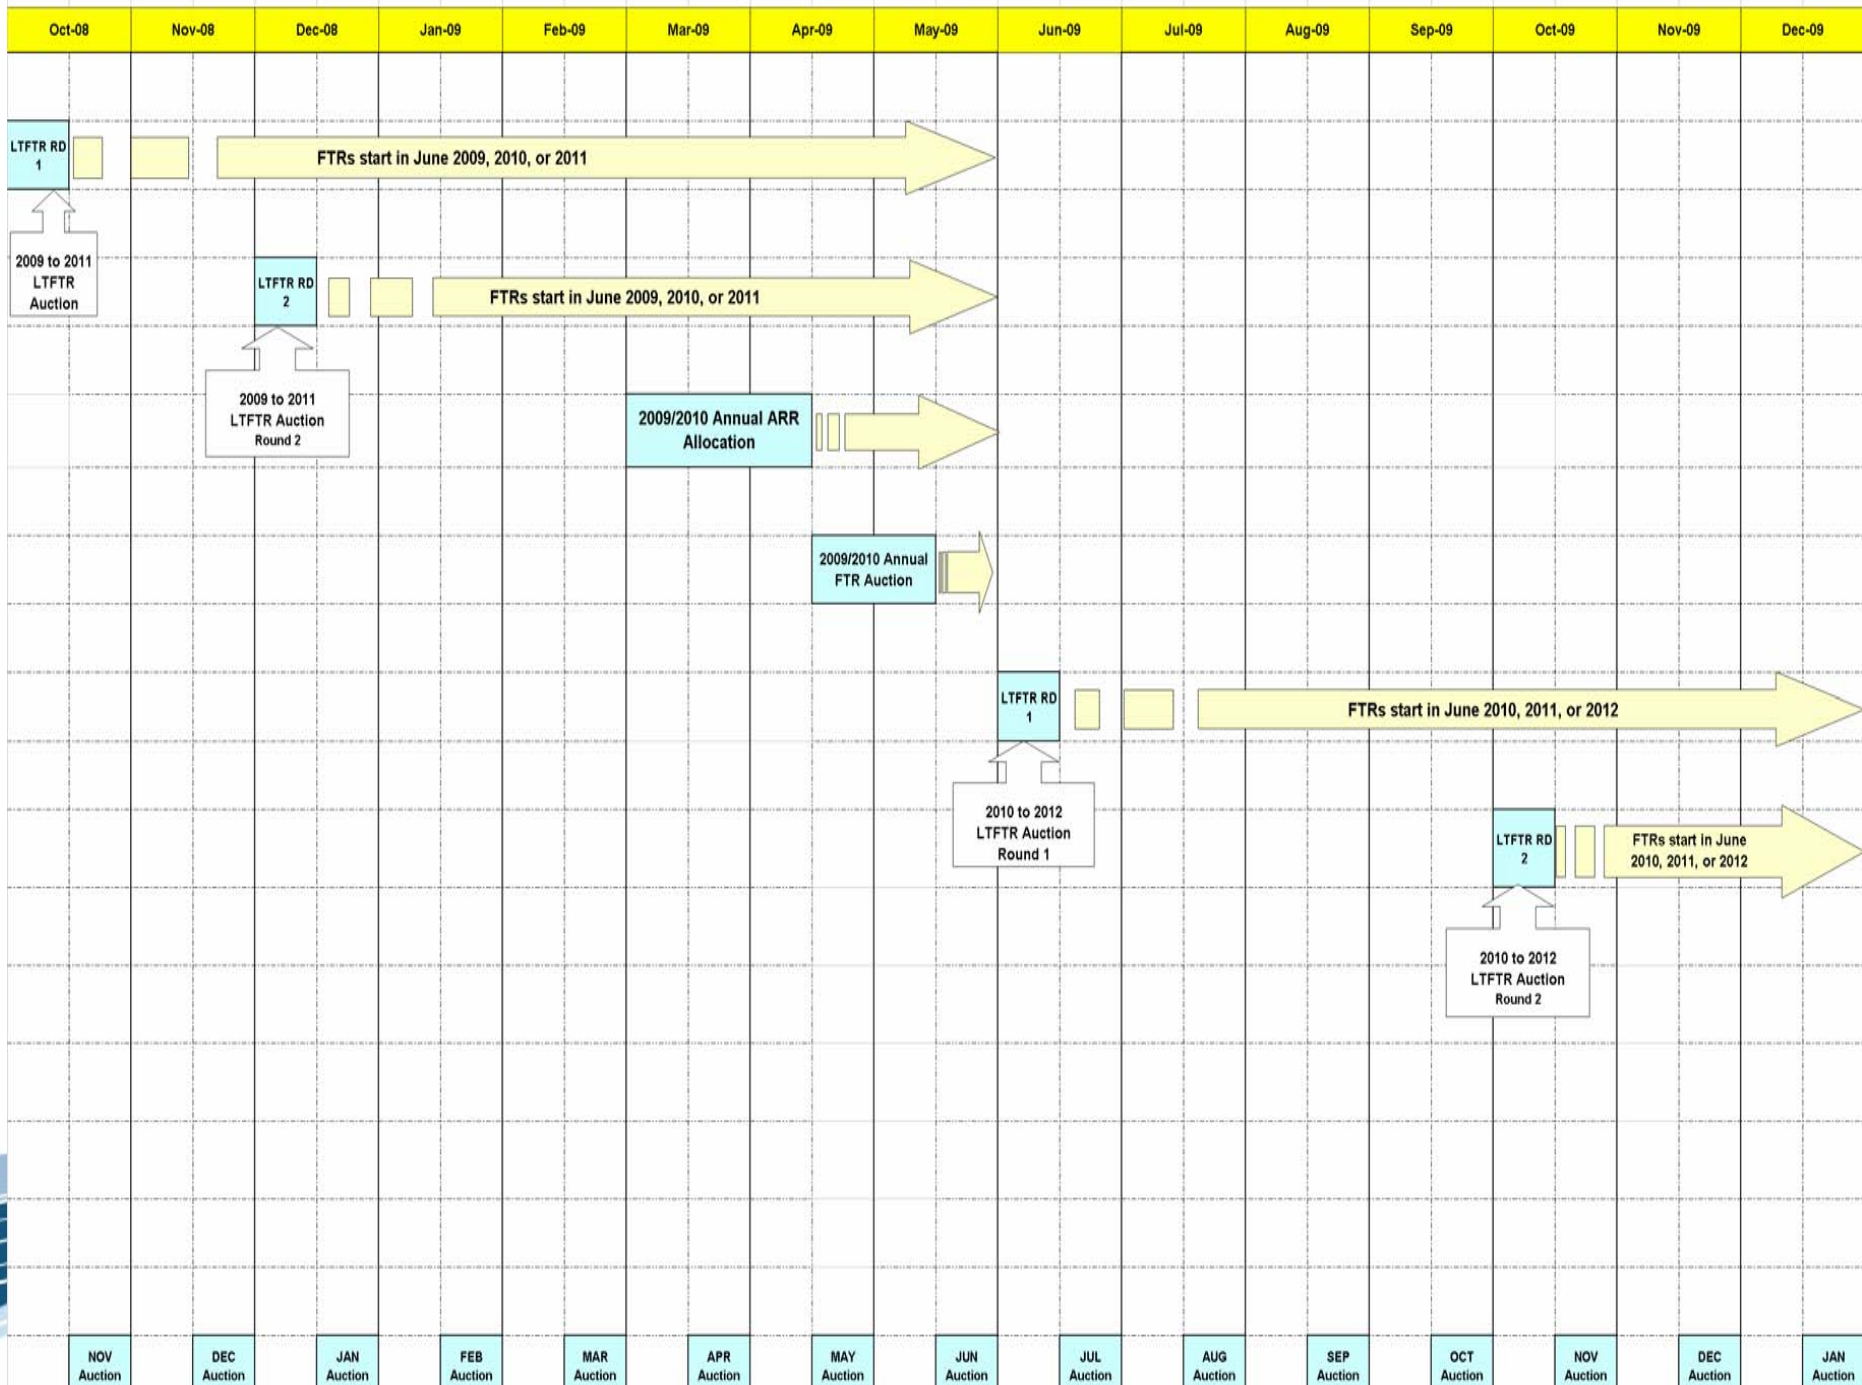 Oct-08 Nov-08 Dec-08 Jan-09 Feb-09 Mar-09 Apr-09 May-09 Jun-09 Jul-09 Aug-09 Sep-09 Oct-09 Nov-09 Dec-09
LTFTR RD
1
FTRs start in June 2009, 2010, or 2011
2009 to 2011
LTFTR
Auction
LTFTR RD
2
FTRs start in June 2009, 2010, or 2011
2009 to 2011
LTFTR Auction
Round 2
2009/2010 Annual ARR
Allocation
2009/2010 Annual
FTR Auction
LTFTR RD
1
FTRs start in June 2010, 2011, or 2012
2010 to 2012
LTFTR Auction
Round 1
LTFTR RD
2
FTRs start in June
2010, 2011, or 2012
2010 to 2012
LTFTR Auction
Round 2
NOV
Auction
DEC
Auction
JAN
Auction
FEB
Auction
MAR
Auction
APR
Auction
MAY
Auction
JUN
Auction
JUL
Auction
AUG
Auction
SEP
Auction
OCT
Auction
NOV
Auction
DEC
Auction
JAN
Auction